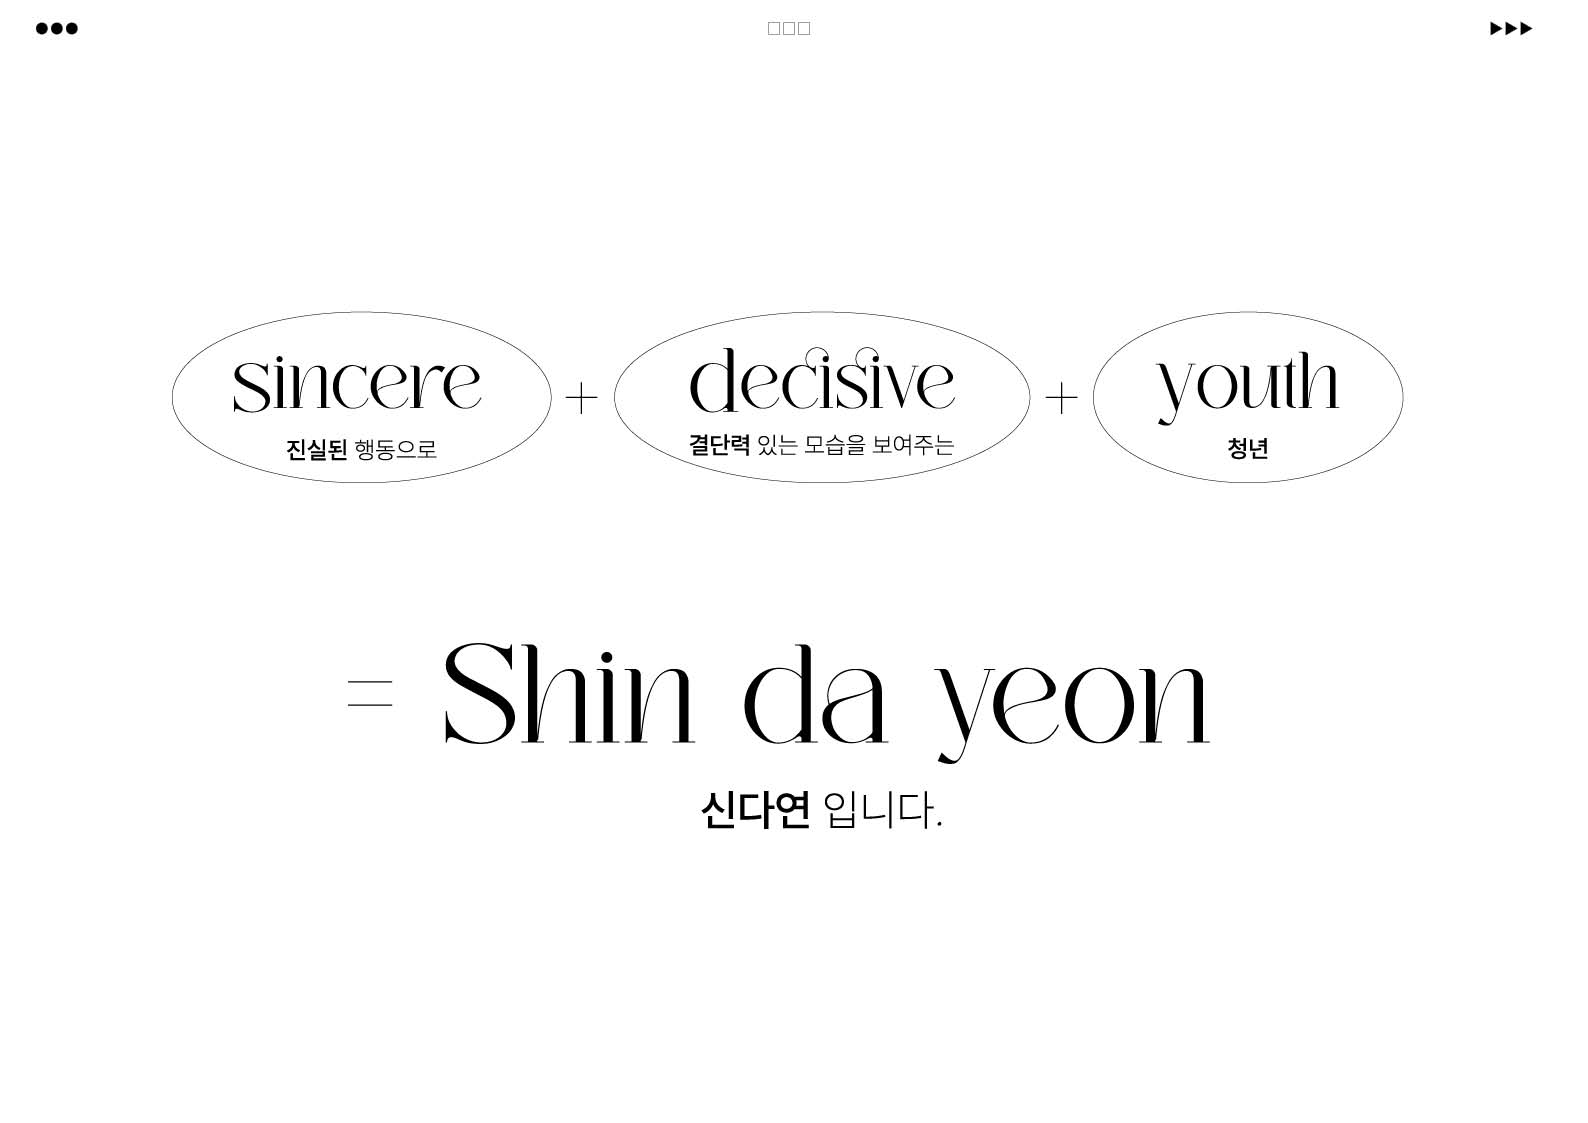 sincere + decisive + youth
진실된 행동으로 결단력 있는 모습을 보여주는 청년
= Shin da yeon
신다연 입니다.